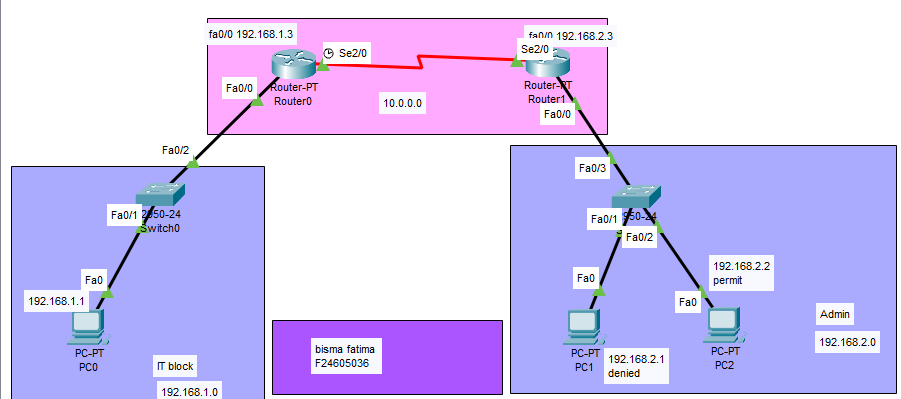 fa0/0 192.168.1.3
Se2/0
Fa0/0
Router-PT
Router0
10.0.0.0
fa0/0 192.168.2.3
Se2/0
Router-PT
Router1
Fa0/0
Fa0/2
Fa0/1
Switch0
Fa0
192.168.1.1
PC-PT
PC0
IT block
192.168.1.0
bisma fatima
F24605036
Fa0/3
Fa0/1
Fa0/2
Fa0
PC-PT
PC1
192.168.2.1
denied
192.168.2.2
permit
Fa0
PC-PT
PC2
Admin
192.168.2.0